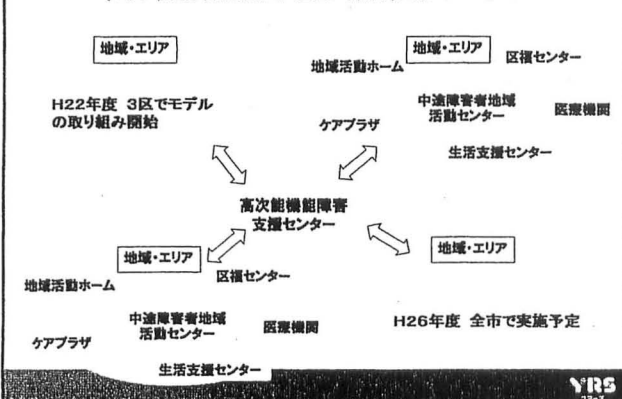 地域・エリア
H22年度 3区でモデル
の取り組み開始
地域・エリア
区福センター
地域活動ホーム
中途障害者地域
活動センター
医療機関
ケアプラザ
生活支援センター
高次能機能障害
支援センター
地域・エリア
区福センター
地域活動ホーム
中途障害者地域
活動センター
医療機関
ケアプラザ
生活支援センター
地域・エリア
H26年度 全市で実施予定
YRS